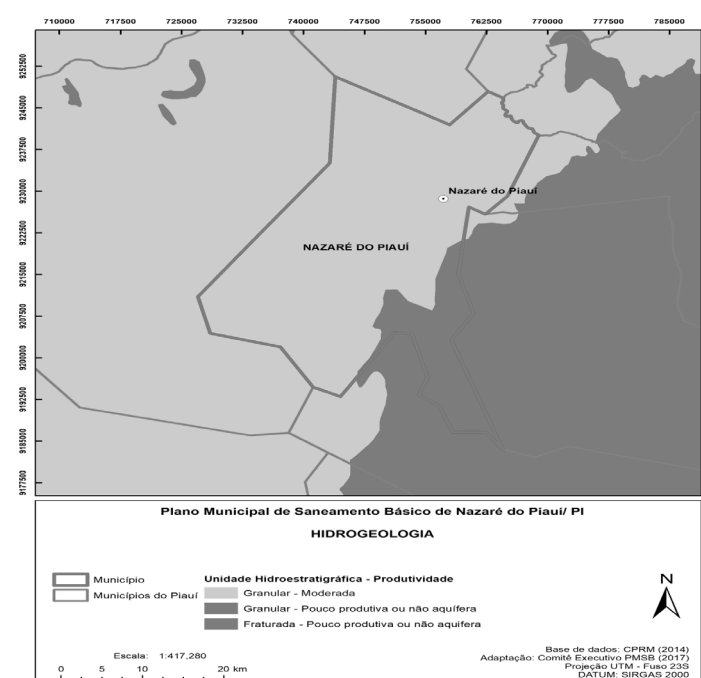 710000 717500 725000 732500 740000 747500 755000 762500 770000 777500 785000
9252500
9245000
9237500
9230000
9222500
9215000
9207500
9200000
9192500
9185000
9177500
Nazaré do Piauí
NAZARÉ DO PIAUÍ
Plano Municipal de Saneamento Básico de Nazaré do Piauí/ PI
HIDROGEOLOGIA
Município
Municípios do Piauí
Unidade Hidroestratigráfica - Produtividade
Granular - Moderada
Granular - Pouco produtiva ou não aquífera
Fraturada - Pouco produtiva ou não aquifera
N
Escala: 1:417,280
0 5 10 20 km
Base de dados: CPRM (2014)
Adaptação: Comitê Executivo PMSB (2017)
Projeção UTM - Fuso 23S
DATUM: SIRGAS 2000